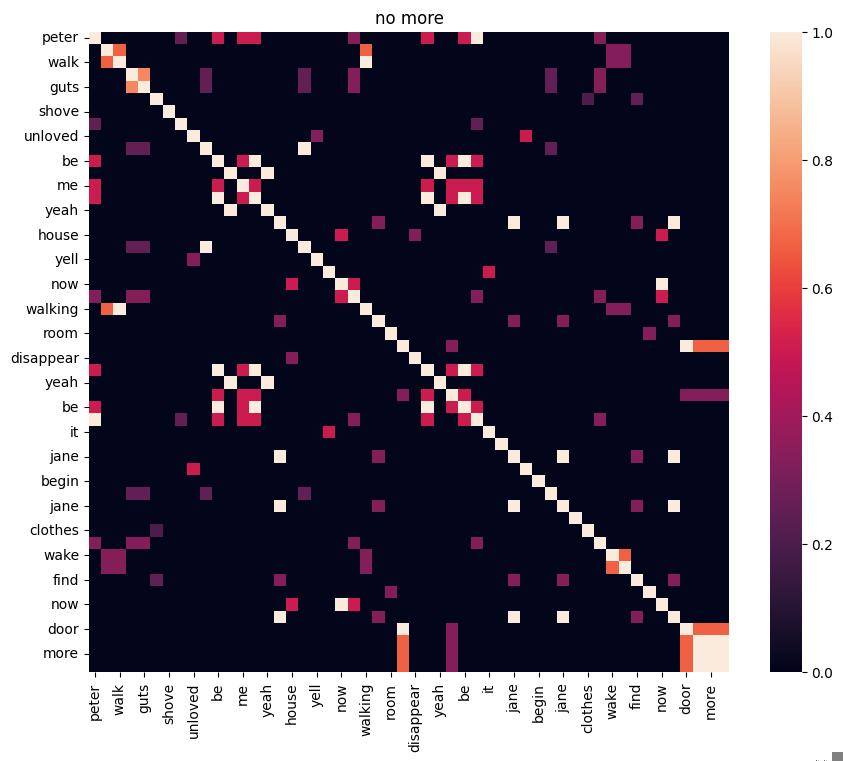 no more
peter
walk
guts
shove
unloved
be
me
yeah
house
yell
now
walking
room
disappear
yeah
be
it
jane
begin
jane
clothes
wake
find
now
door
more
peter
walk
guts
shove
unloved
be
me
yeah
house
yell
now
walking
room
disappear
yeah
be
it
jane
begin
jane
clothes
wake
find
now
door
more
1.0
0.8
0.6
0.4
0.2
0.0